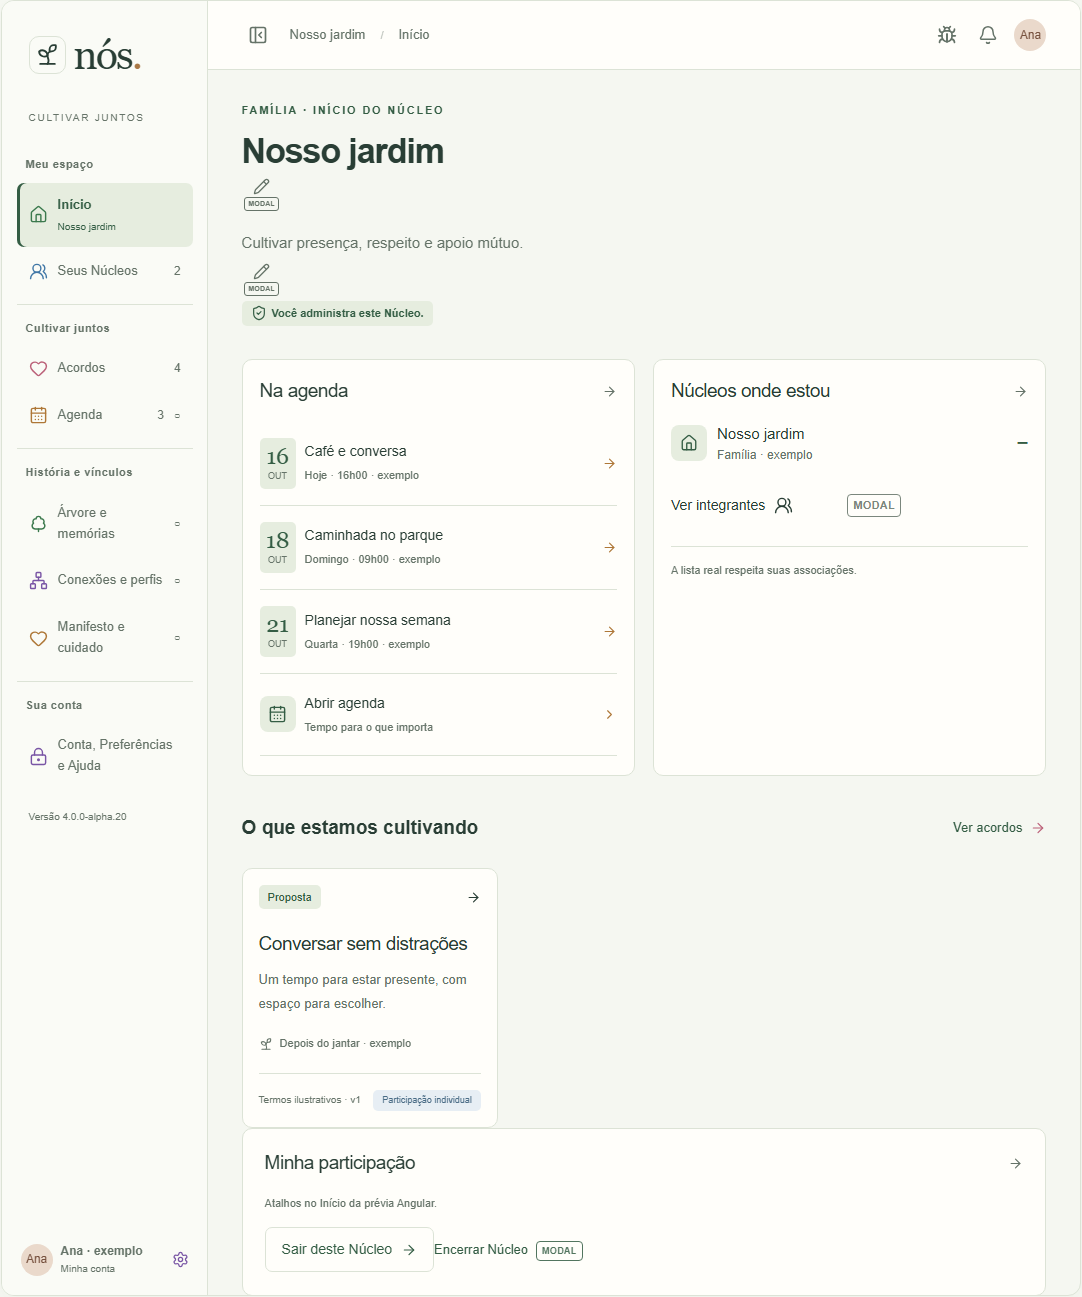 nós.
CULTIVAR JUNTOS
Meu espaço
Início
Nosso jardim
Seus Núcleos 2
Cultivar juntos
Acordos 4
Agenda 3
História e vínculos
Árvore e
memórias
Conexões e perfis
Manifesto e
cuidado
Sua conta
Conta, Preferências
e Ajuda
Versão 4.0.0-alpha.20
Ana
Ana · exemplo
Minha conta
Nosso jardim / Início
Ana
FAMÍLIA · INÍCIO DO NÚCLEO
Nosso jardim
MODAL
Cultivar presença, respeito e apoio mútuo.
MODAL
Você administra este Núcleo.
Na agenda
16
OUT
Café e conversa
Hoje · 16h00 · exemplo
18
OUT
Caminhada no parque
Domingo · 09h00 · exemplo
21
OUT
Planejar nossa semana
Quarta · 19h00 · exemplo
Abrir agenda
Tempo para o que importa
Núcleos onde estou
Nosso jardim
Família · exemplo
Ver integrantes MODAL
A lista real respeita suas associações.
O que estamos cultivando
Ver acordos
Proposta
Conversar sem distrações
Um tempo para estar presente, com
espaço para escolher.
Depois do jantar · exemplo
Termos ilustrativos · v1 Participação individual
Minha participação
Atalhos no Início da prévia Angular.
Sair deste Núcleo Encerrar Núcleo MODAL